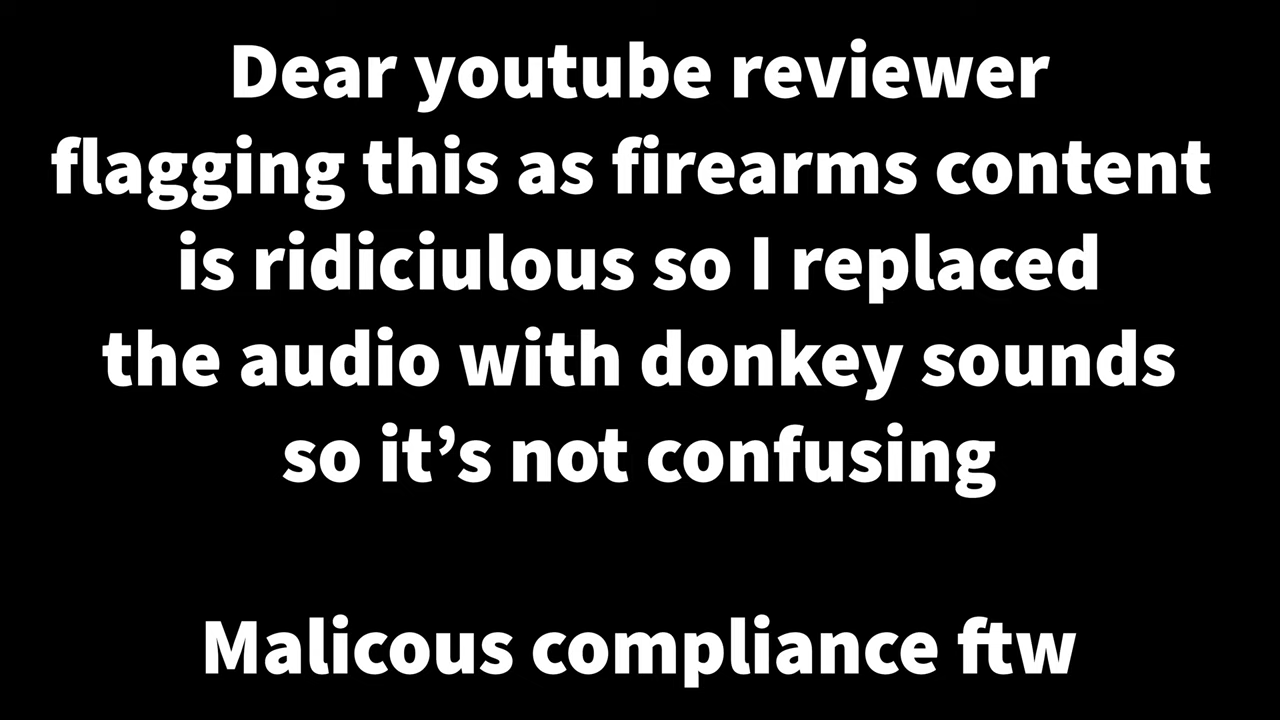 Dear youtube reviewer
flagging this as firearms content
is ridiciulous so I replaced
the audio with donkey sounds
so it’s not confusing
Malicous compliance ftw